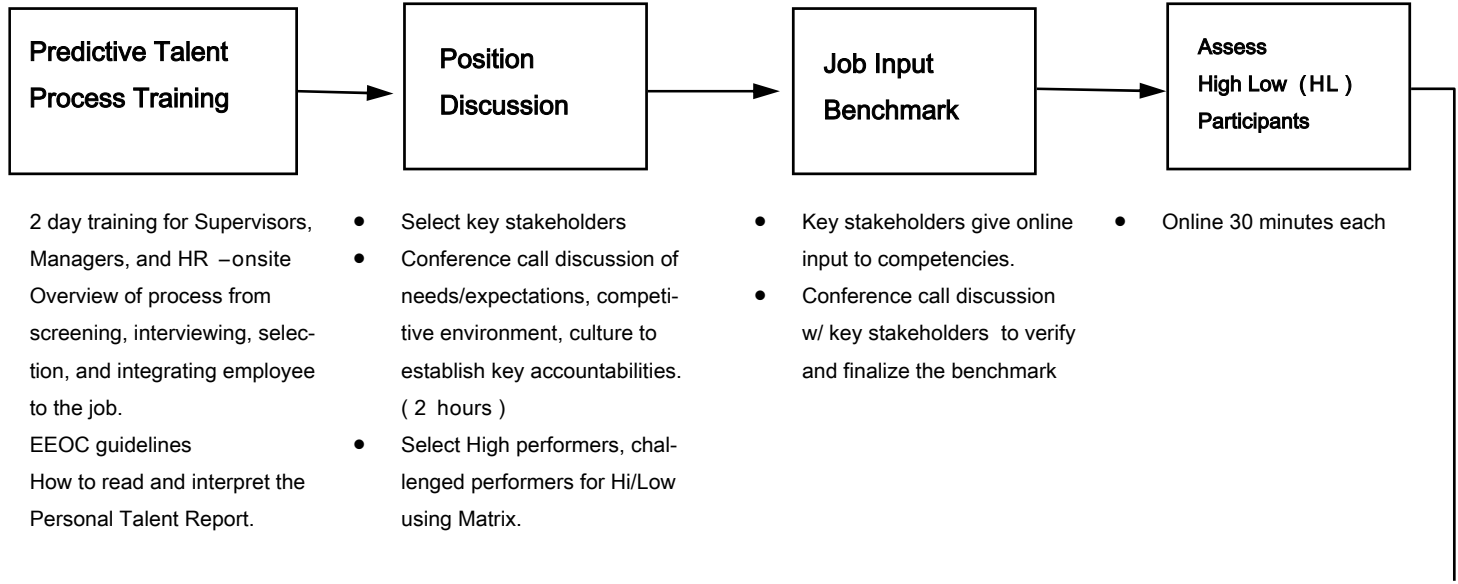 Predictive Talent
Process Training
Position
Discussion
Job Input
Benchmark
Assess
High Low (HL)
Participants
2 day training for Supervisors,
Managers, and HR –onsite
Overview of process from
screening, interviewing, selec-
tion, and integrating employee
to the job.
EEOC guidelines
How to read and interpret the
Personal Talent Report.
● Select key stakeholders
● Conference call discussion of
needs/expectations, competi-
tive environment, culture to
establish key accountabilities.
( 2 hours )
● Select High performers, chal-
lenged performers for Hi/Low
using Matrix.
● Key stakeholders give online
input to competencies.
● Conference call discussion
w/ key stakeholders to verify
and finalize the benchmark
● Online 30 minutes each